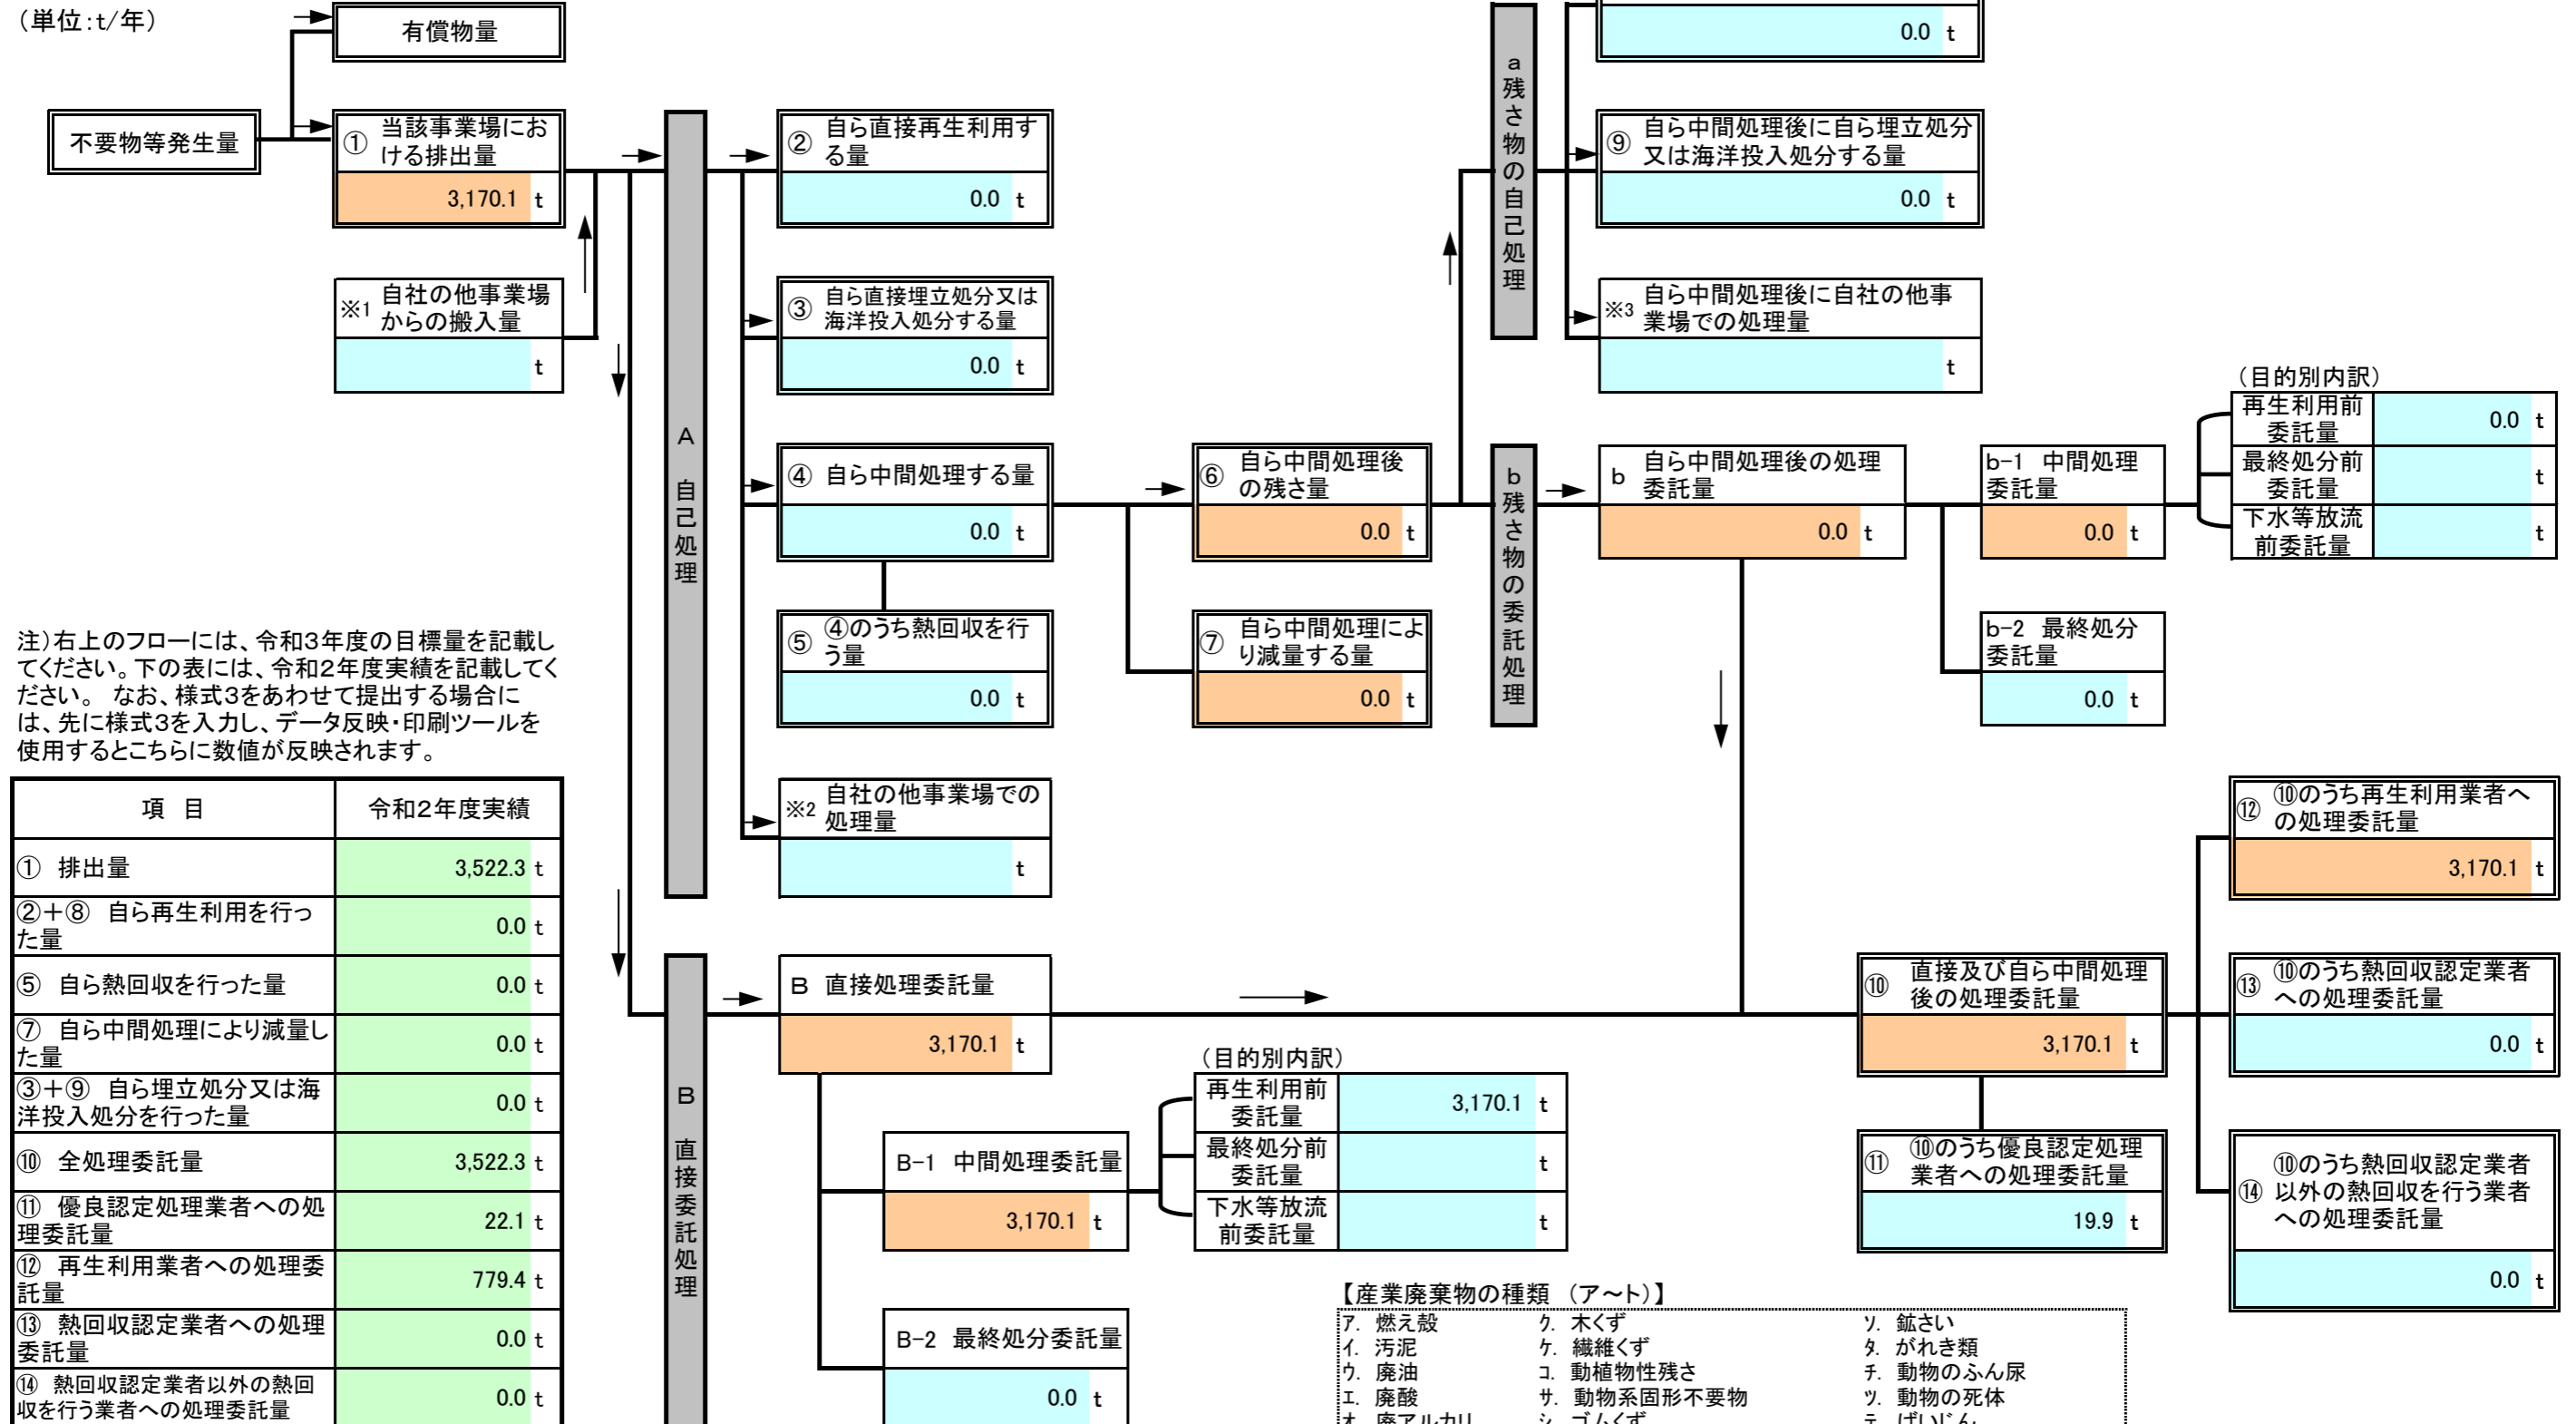 （単位：t/年）
有償物量
不要物等発生量
① 当該事業場にお
ける排出量
3,170.1 t
※1 自社の他事業場
からの搬入量
t
A 自己処理
② 自ら直接再生利用す
る量
0.0 t
③ 自ら直接埋立処分又は
海洋投入処分する量
0.0 t
④ 自ら中間処理する量
0.0 t
⑤ ④のうち熱回収を行
う量
0.0 t
※2 自社の他事業場での
処理量
t
⑥ 自ら中間処理後
の残さ量
0.0 t
⑦ 自ら中間処理によ
り減量する量
0.0 t
a 残さ物の自己処理
0.0 t
⑨ 自ら中間処理後に自ら埋立処分
又は海洋投入処分する量
0.0 t
※3 自ら中間処理後に自社の他事
業場での処理量
t
b 残さ物の委託処理
b 自ら中間処理後の処理
委託量
0.0 t
b-1 中間処理
委託量
0.0 t
b-2 最終処分
委託量
0.0 t
（目的別内訳）
再生利用前
委託量
0.0 t
最終処分前
委託量
t
下水等放流
前委託量
t
注）右上のフローには、令和３年度の目標量を記載し
てください。下の表には、令和２年度実績を記載してく
ださい。 なお、様式３をあわせて提出する場合に
は、先に様式３を入力し、データ反映・印刷ツールを
使用するとこちらに数値が反映されます。
項 目 令和２年度実績
① 排出量 3,522.3 t
②＋⑧ 自ら再生利用を行っ
た量
0.0 t
⑤ 自ら熱回収を行った量 0.0 t
⑦ 自ら中間処理により減量し
た量
0.0 t
③＋⑨ 自ら埋立処分又は海
洋投入処分を行った量
0.0 t
⑩ 全処理委託量 3,522.3 t
⑪ 優良認定処理業者への処
理委託量
22.1 t
⑫ 再生利用業者への処理委
託量
779.4 t
⑬ 熱回収認定業者への処理
委託量
0.0 t
⑭ 熱回収認定業者以外の熱回
収を行う業者への処理委託量
0.0 t
B 直接委託処理
B 直接処理委託量
3,170.1 t
B-1 中間処理委託量
3,170.1 t
B-2 最終処分委託量
0.0 t
（目的別内訳）
再生利用前
委託量
3,170.1 t
最終処分前
委託量
t
下水等放流
前委託量
t
⑩ 直接及び自ら中間処理
後の処理委託量
3,170.1 t
⑪ ⑩のうち優良認定処理
業者への処理委託量
19.9 t
⑫ ⑩のうち再生利用業者へ
の処理委託量
3,170.1 t
⑬ ⑩のうち熱回収認定業者
への処理委託量
0.0 t
⑭ ⑩のうち熱回収認定業者
以外の熱回収を行う業者
への処理委託量
0.0 t
【産業廃棄物の種類 （ア～ト）】
ｱ. 燃え殻 ｸ. 木くず ｿ. 鉱さい
ｲ. 汚泥 ｹ. 繊維くず ﾀ. がれき類
ｳ. 廃油 ｺ. 動植物性残さ ﾁ. 動物のふん尿
ｴ. 廃酸 ｻ. 動物系固形不要物 ﾂ. 動物の死体
ｵ. 廃アルカリ ｼ. ゴムくず ﾃ. ばいじん